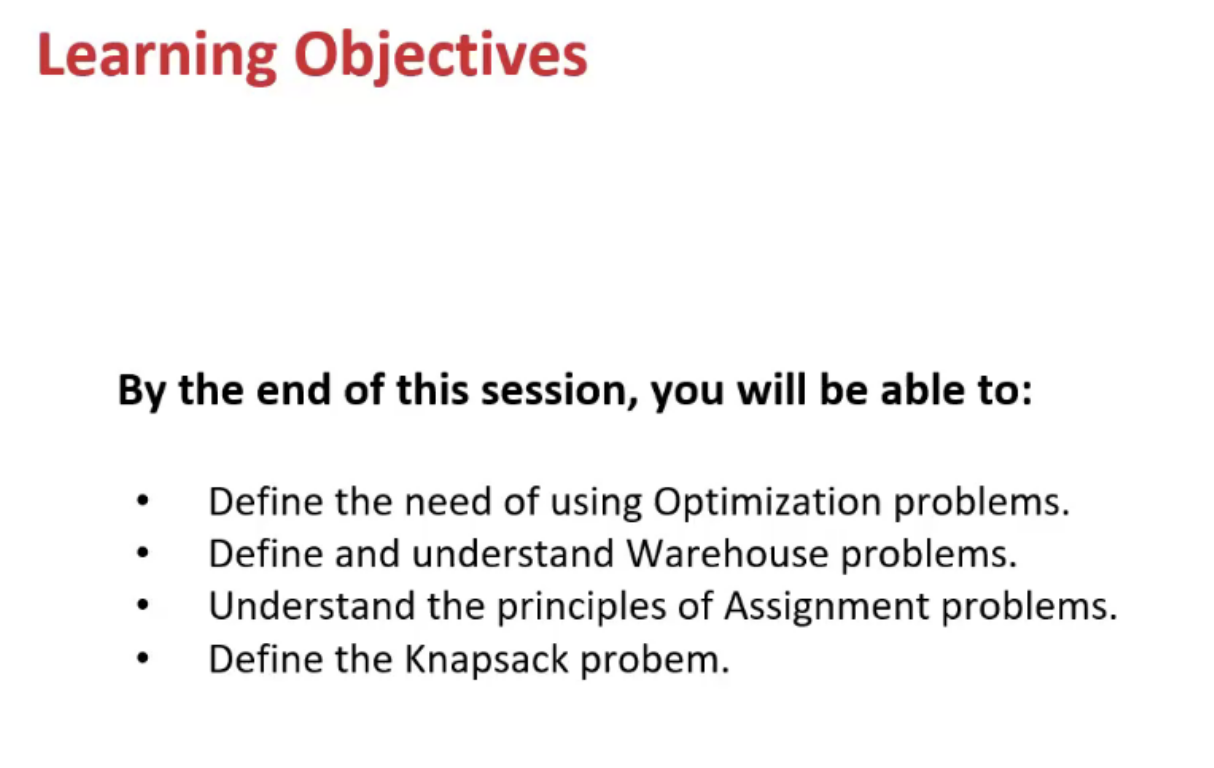 Learning Objectives
By the end of this session, you will be able to:
• Define the need of using Optimization problems.
• Define and understand Warehouse problems.
• Understand the principles of Assignment problems.
• Define the Knapsack probem.